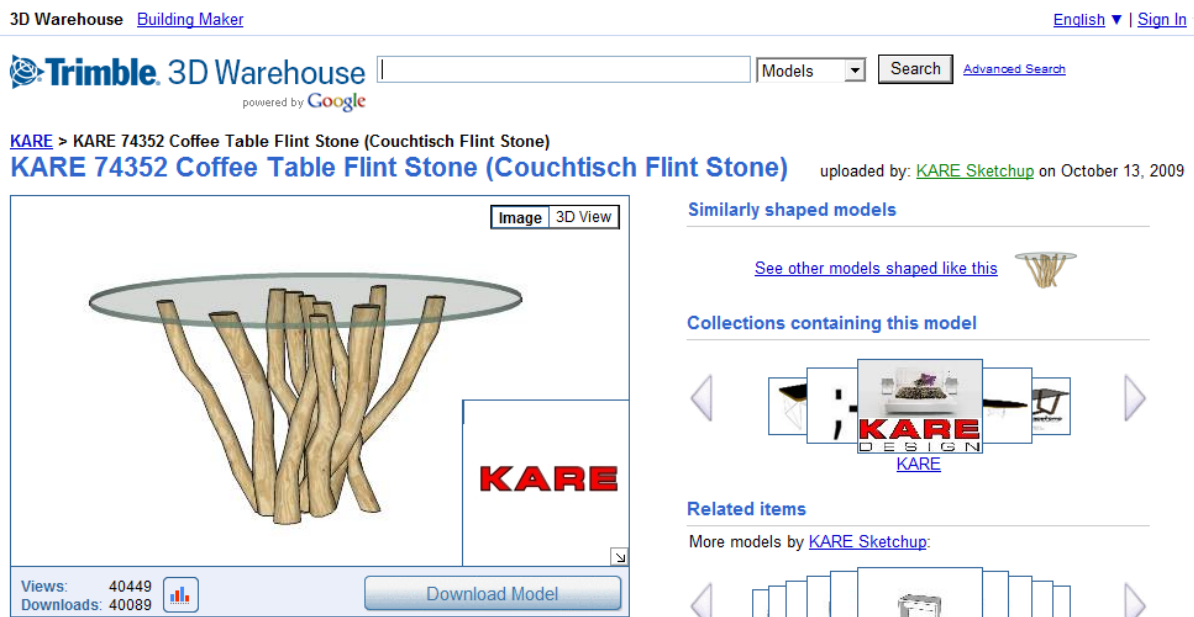 3D Warehouse Building Maker English ▼ | Sign In
Trimble. 3D Warehouse Models Search Advanced Search
powered by Google
KARE > KARE 74352 Coffee Table Flint Stone (Couchtisch Flint Stone)
KARE 74352 Coffee Table Flint Stone (Couchtisch Flint Stone) uploaded by: KARE Sketchup on October 13, 2009
Image 3D View
KARE
Views: 40449
Downloads: 40089
Download Model
Similarly shaped models
See other models shaped like this
Collections containing this model
;-
KARE
DESIGN
KARE
Related items
More models by KARE Sketchup: